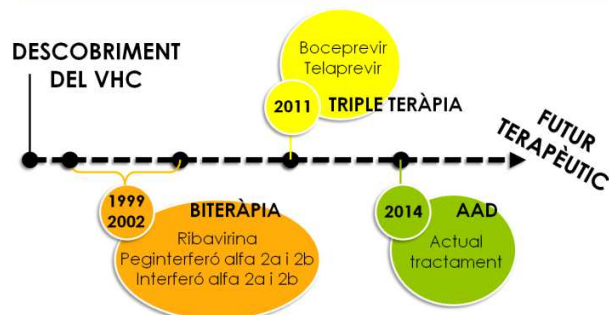 DESCOBRIMENT
DEL VHC
Boceprevir
Telaprevir
2011 TRIPLE TERÀPIA
FUTUR
TERAPÈUTIC
1999
2002
BITERÀPIA
Ribavirina
Peginterferó alfa 2a i 2b
Interferó alfa 2a i 2b
2014 AAD
Actual
tractament